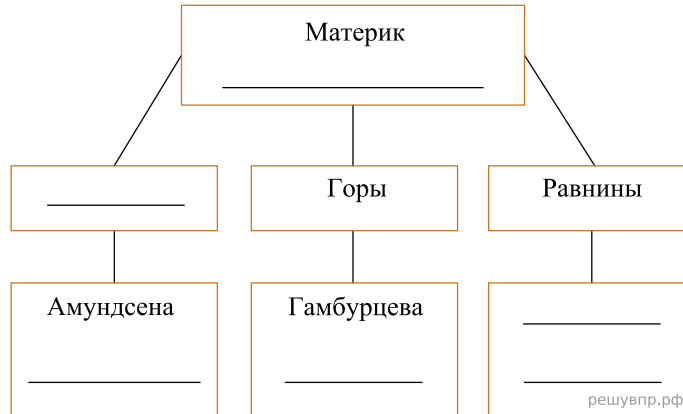 Материк
Горы
Равнины
Амундсена
Гамбурцева
решувпр.рф